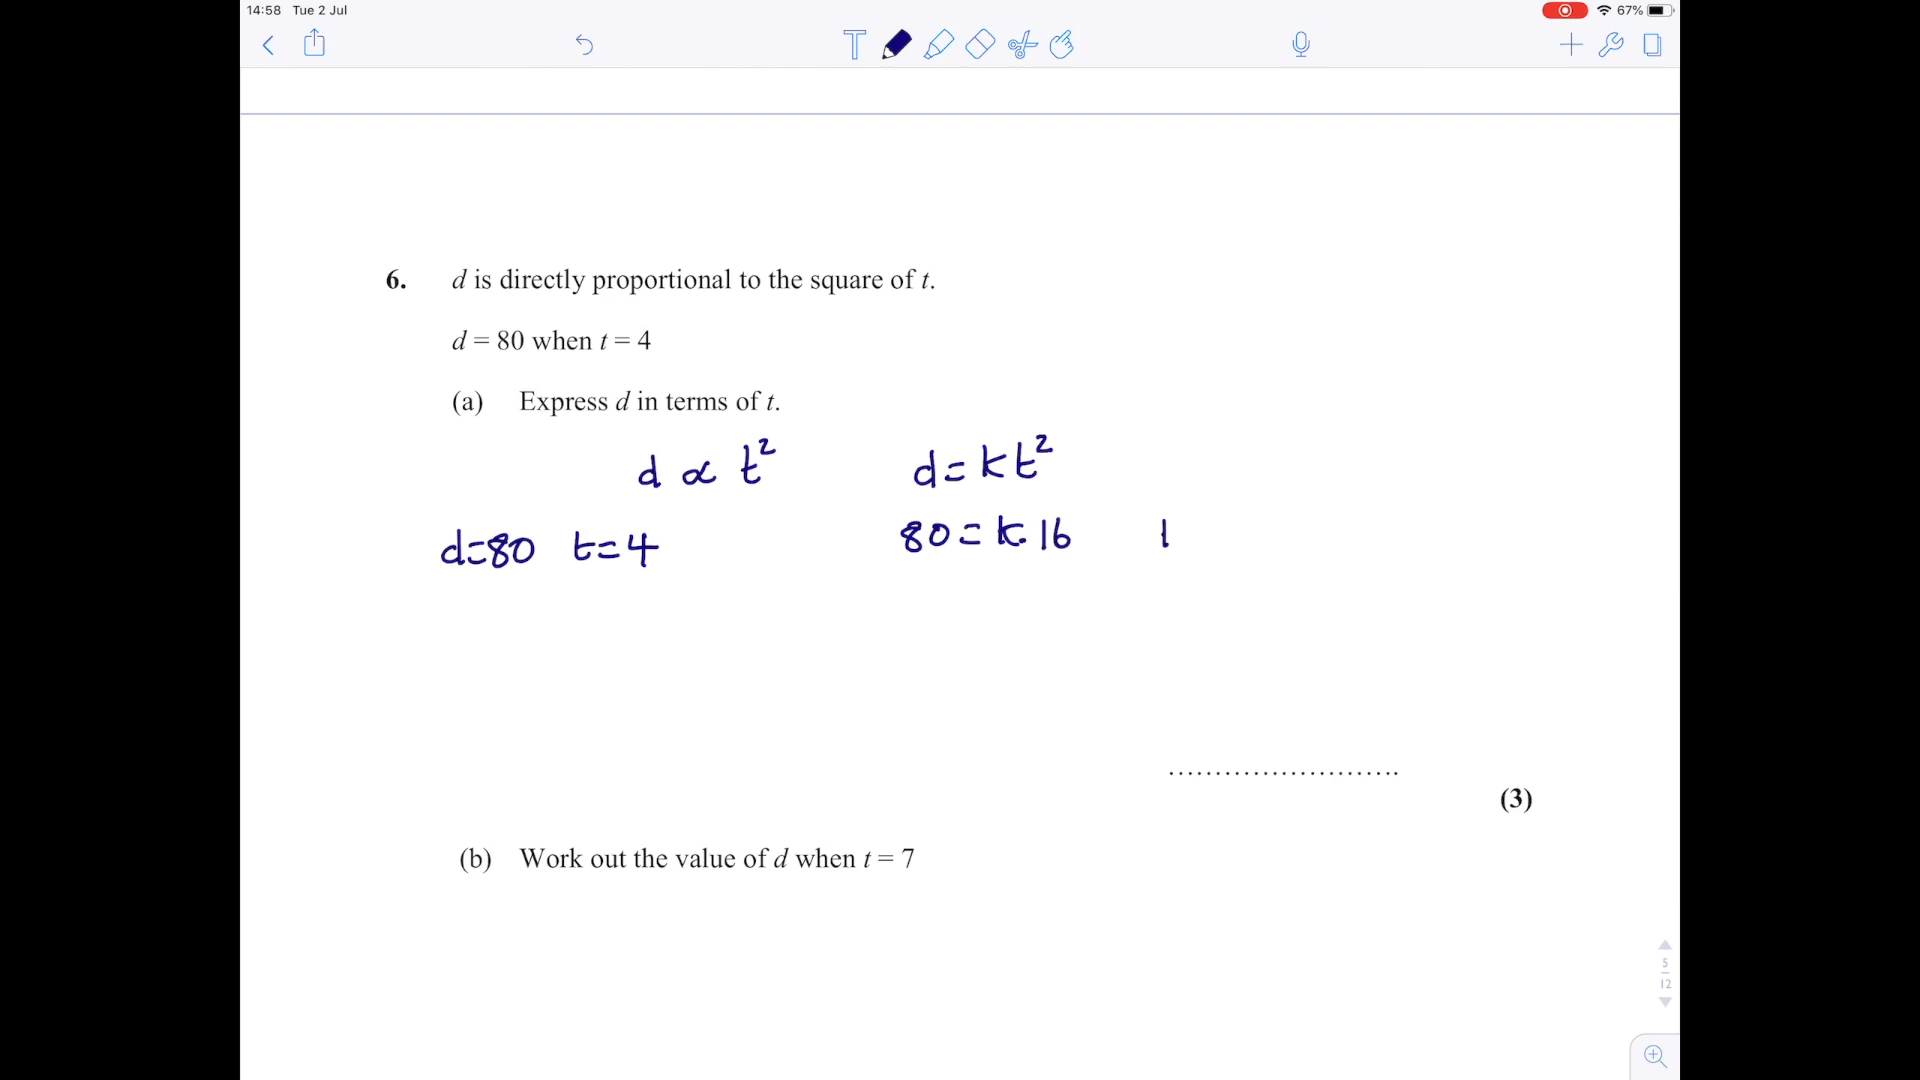 14:58 Tue 2 Jul 67%
6. d is directly proportional to the square of t.
d = 80 when t = 4
(a) Express d in terms of t.
d ∝ t² d = kt²
d=80 t=4 80 = k 16
..........................
(3)
(b) Work out the value of d when t = 7
5
12